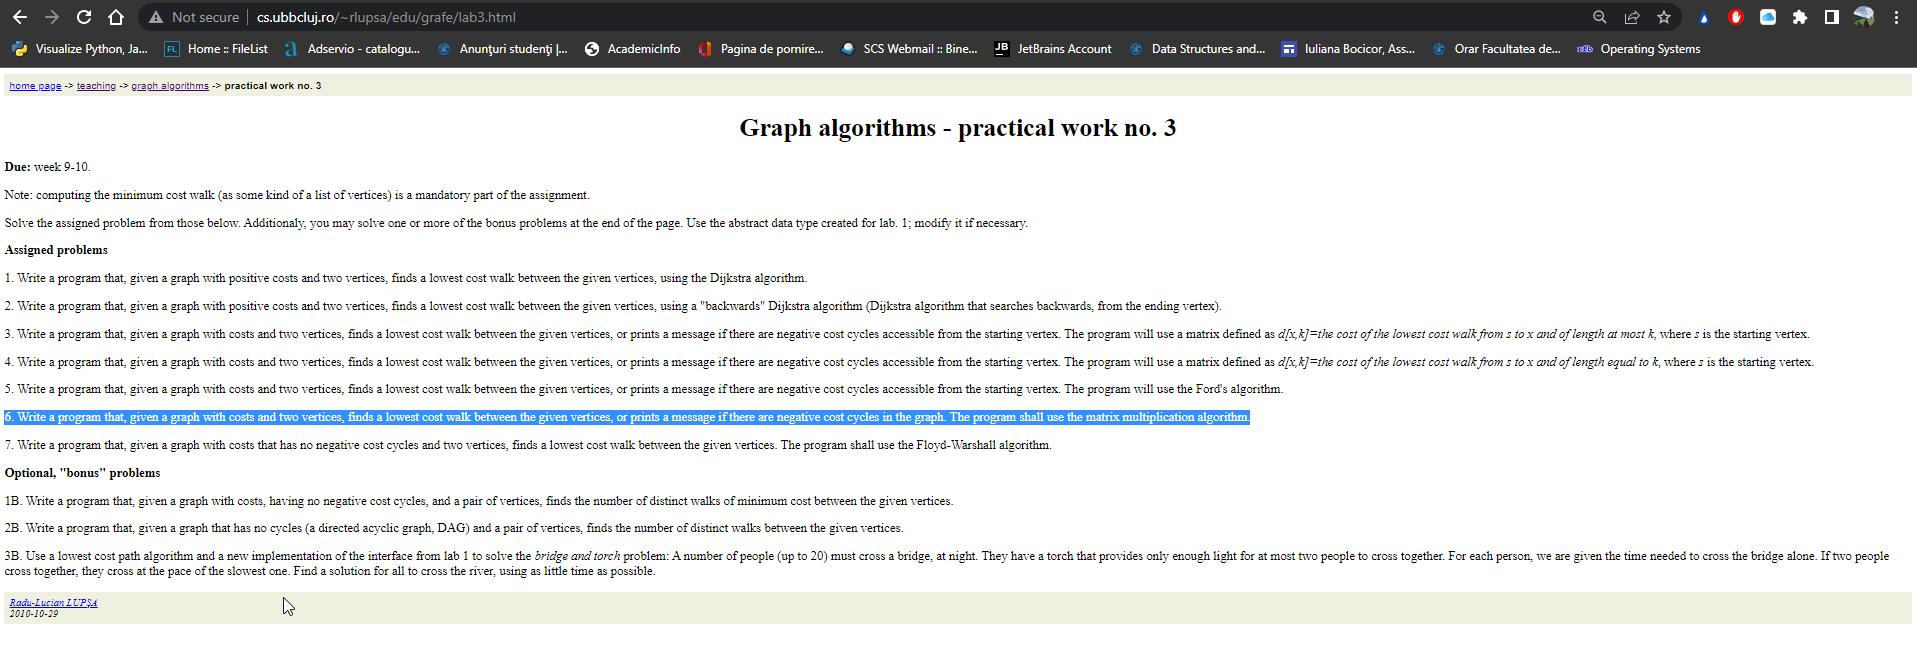 Not secure | cs.ubbcluj.ro/~rlupsa/edu/grafe/lab3.html
Visualize Python, Ja... FL Home :: FileList Adservio - catalogu... Anunţuri studenţi |... AcademicInfo Pagina de pornire... SCS Webmail :: Bine... JB JetBrains Account Data Structures and... Iuliana Bocicor, Ass... Orar Facultatea de... Operating Systems
home page -> teaching -> graph algorithms -> practical work no. 3
Graph algorithms - practical work no. 3
Due: week 9-10.
Note: computing the minimum cost walk (as some kind of a list of vertices) is a mandatory part of the assignment.
Solve the assigned problem from those below. Additionaly, you may solve one or more of the bonus problems at the end of the page. Use the abstract data type created for lab. 1; modify it if necessary.
Assigned problems
1. Write a program that, given a graph with positive costs and two vertices, finds a lowest cost walk between the given vertices, using the Dijkstra algorithm.
2. Write a program that, given a graph with positive costs and two vertices, finds a lowest cost walk between the given vertices, using a "backwards" Dijkstra algorithm (Dijkstra algorithm that searches backwards, from the ending vertex).
3. Write a program that, given a graph with costs and two vertices, finds a lowest cost walk between the given vertices, or prints a message if there are negative cost cycles accessible from the starting vertex. The program will use a matrix defined as d[x,k]=the cost of the lowest cost walk from s to x and of length at most k, where s is the starting vertex.
4. Write a program that, given a graph with costs and two vertices, finds a lowest cost walk between the given vertices, or prints a message if there are negative cost cycles accessible from the starting vertex. The program will use a matrix defined as d[x,k]=the cost of the lowest cost walk from s to x and of length equal to k, where s is the starting vertex.
5. Write a program that, given a graph with costs and two vertices, finds a lowest cost walk between the given vertices, or prints a message if there are negative cost cycles accessible from the starting vertex. The program will use the Ford's algorithm.
6. Write a program that, given a graph with costs and two vertices, finds a lowest cost walk between the given vertices, or prints a message if there are negative cost cycles in the graph. The program shall use the matrix multiplication algorithm.
7. Write a program that, given a graph with costs that has no negative cost cycles and two vertices, finds a lowest cost walk between the given vertices. The program shall use the Floyd-Warshall algorithm.
Optional, "bonus" problems
1B. Write a program that, given a graph with costs, having no negative cost cycles, and a pair of vertices, finds the number of distinct walks of minimum cost between the given vertices.
2B. Write a program that, given a graph that has no cycles (a directed acyclic graph, DAG) and a pair of vertices, finds the number of distinct walks between the given vertices.
3B. Use a lowest cost path algorithm and a new implementation of the interface from lab 1 to solve the bridge and torch problem: A number of people (up to 20) must cross a bridge, at night. They have a torch that provides only enough light for at most two people to cross together. For each person, we are given the time needed to cross the bridge alone. If two people
cross together, they cross at the pace of the slowest one. Find a solution for all to cross the river, using as little time as possible.
Radu-Lucian LUPŞA
2010-10-29